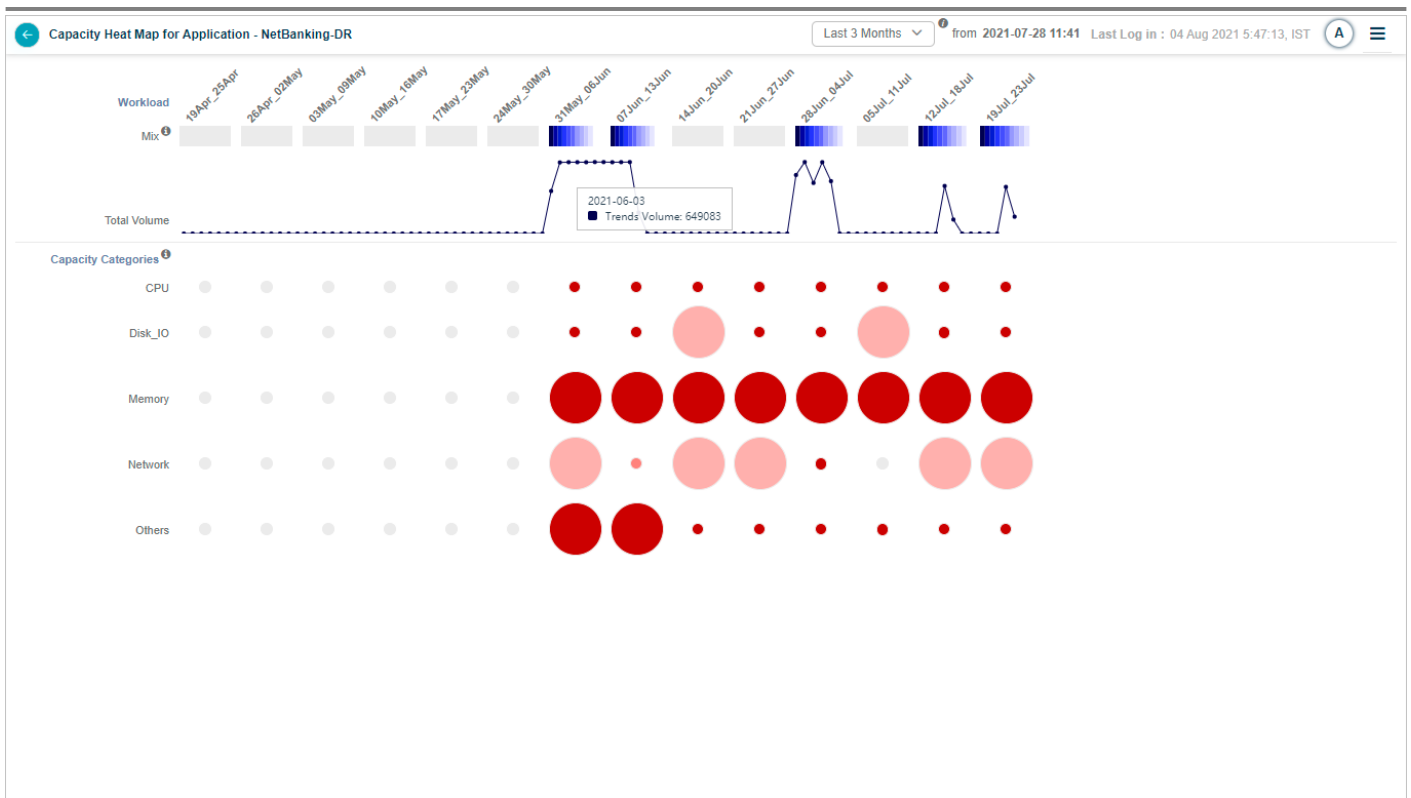 Capacity Heat Map for Application - NetBanking-DR
Last 3 Months
from 2021-07-28 11:41
Last Log in : 04 Aug 2021 5:47:13, IST
A
Workload
19Apr_25Apr
26Apr_02May
03May_09May
10May_16May
17May_23May
24May_30May
31May_06Jun
07Jun_13Jun
14Jun_20Jun
21Jun_27Jun
28Jun_04Jul
05Jul_11Jul
12Jul_18Jul
19Jul_23Jul
Mix
2021-06-03
Trends Volume: 649083
Total Volume
Capacity Categories
CPU
Disk_IO
Memory
Network
Others